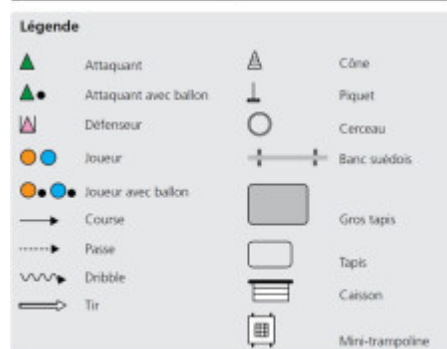 Légende
Attaquant
Attaquant avec ballon
Défenseur
Joueur
Joueur avec ballon
Course
Passe
Dribble
Tir
Cône
Piquet
Cerceau
Banc suédois
Gros tapis
Tapis
Caisson
Mini-trampoline